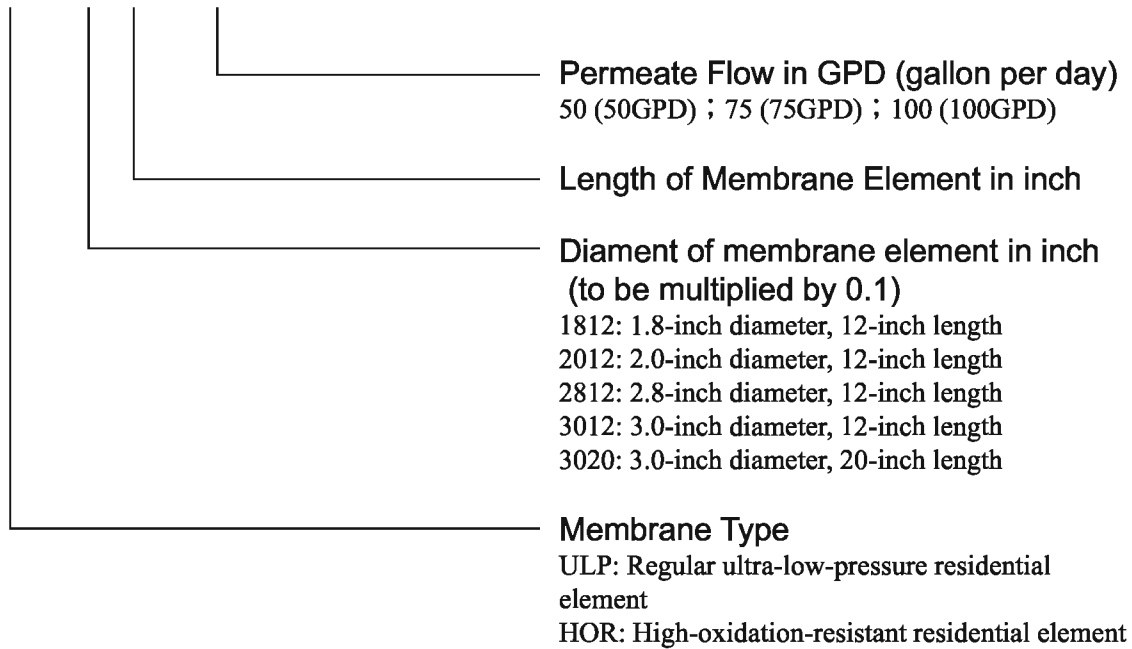 Permeate Flow in GPD (gallon per day)
50 (50GPD)；75 (75GPD)；100 (100GPD)
Length of Membrane Element in inch
Diament of membrane element in inch
(to be multiplied by 0.1)
1812: 1.8-inch diameter, 12-inch length
2012: 2.0-inch diameter, 12-inch length
2812: 2.8-inch diameter, 12-inch length
3012: 3.0-inch diameter, 12-inch length
3020: 3.0-inch diameter, 20-inch length
Membrane Type
ULP: Regular ultra-low-pressure residential
element
HOR: High-oxidation-resistant residential element